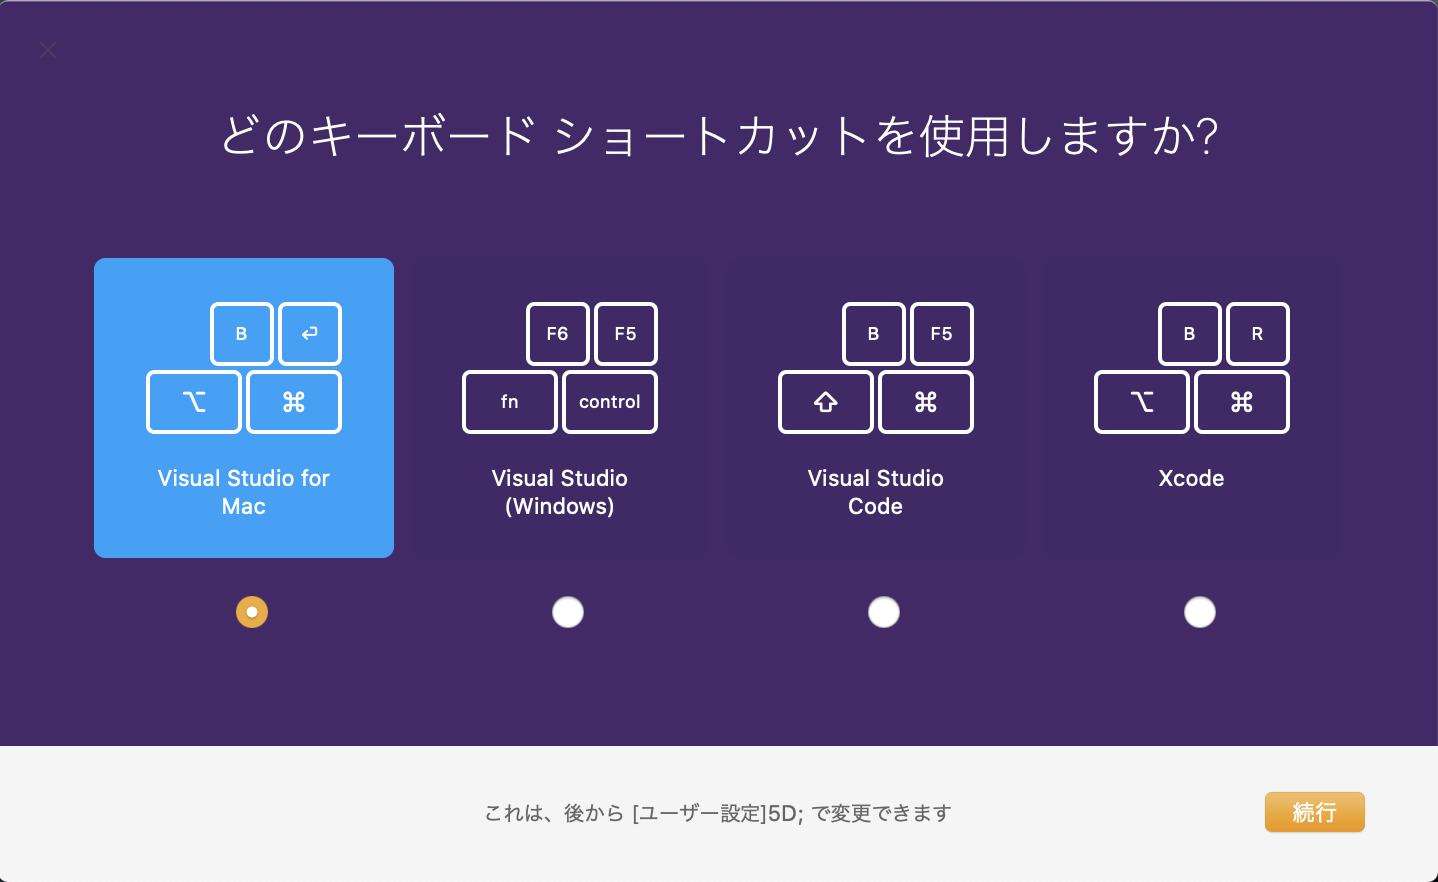 どのキーボード ショートカットを使用しますか?
B ↩
⌥ ⌘
Visual Studio for
Mac
F6 F5
fn control
Visual Studio
(Windows)
B F5
⇧ ⌘
Visual Studio
Code
B R
⌥ ⌘
Xcode
これは、後から [ユーザー設定]5D; で変更できます
続行